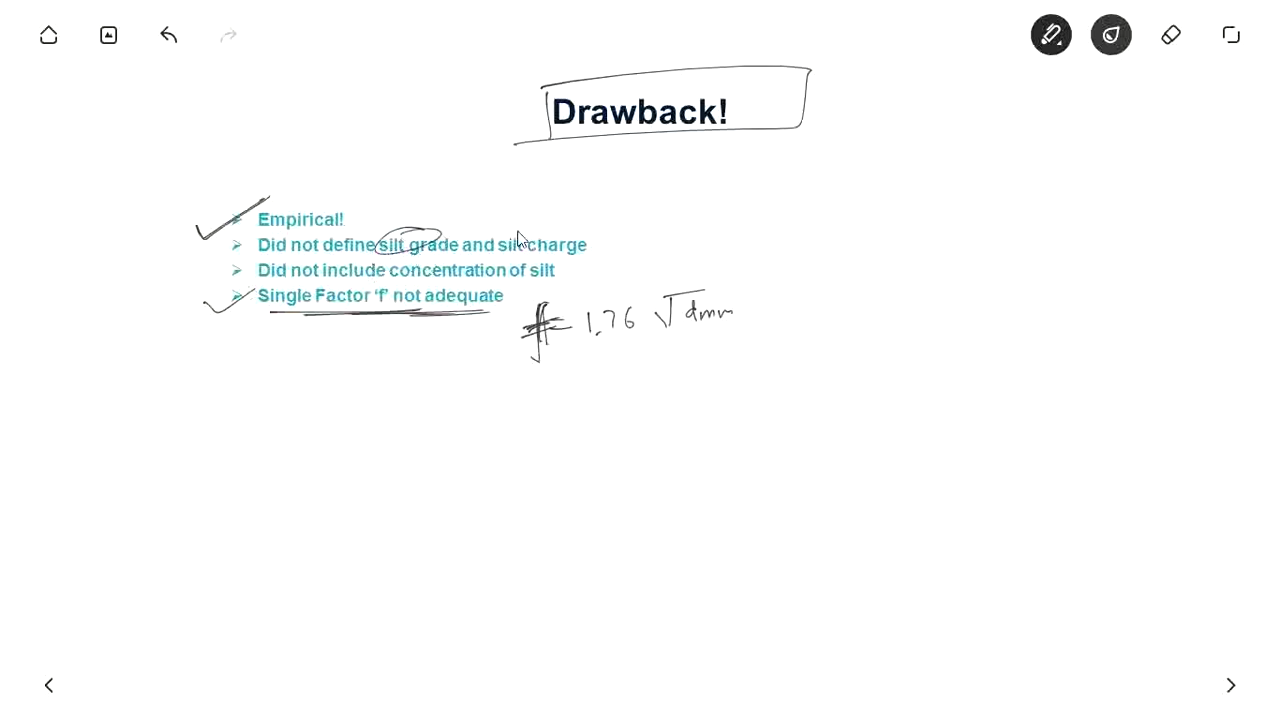 Drawback!
Empirical!
Did not define silt grade and silt charge
Did not include concentration of silt
Single Factor ‘f’ not adequate
f = 1.76 √dmm